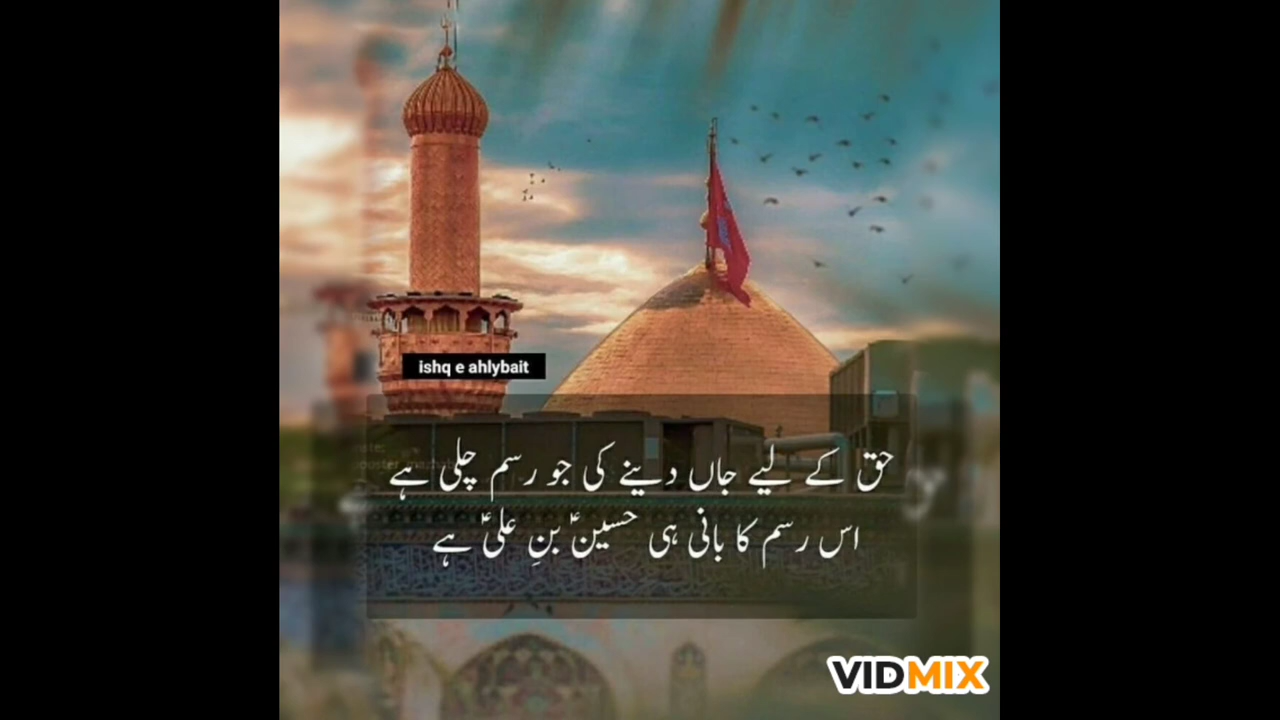 ishq e ahlybait
حق کے لیے جاں دینے کی جو رسم چلی ہے
اس رسم کا بانی ہی حسینؑ بنِ علیؑ ہے
VIDMIX